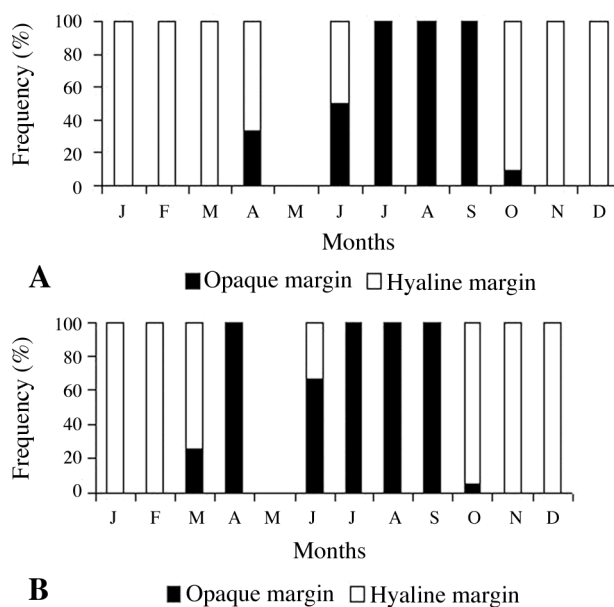 Frequency (%)
100
80
60
40
20
0
J F M A M J J A S O N D
Months
A
Opaque margin Hyaline margin
Frequency (%)
100
80
60
40
20
0
J F M A M J J A S O N D
Months
B
Opaque margin Hyaline margin